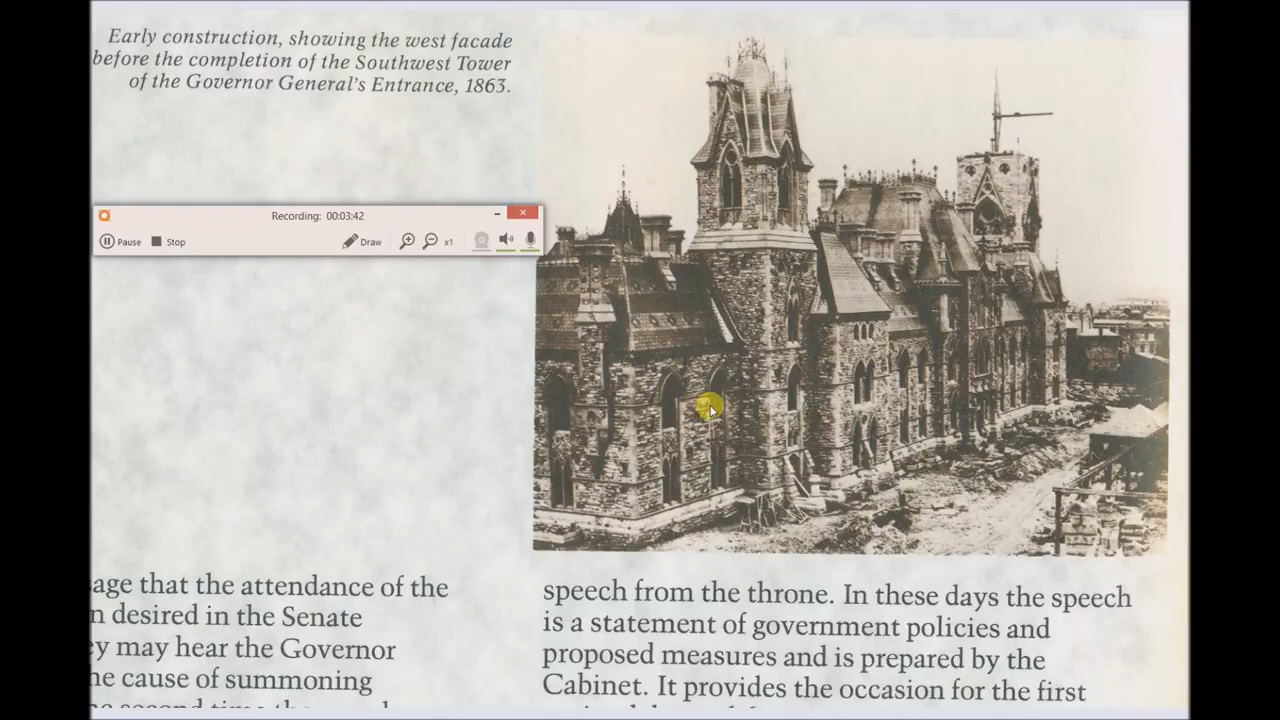 Early construction, showing the west facade
before the completion of the Southwest Tower
of the Governor General's Entrance, 1863.
Recording: 00:03:42
Pause
Stop
Draw
x1
age that the attendance of the
n desired in the Senate
ey may hear the Governor
he cause of summoning
second time
speech from the throne. In these days the speech
is a statement of government policies and
proposed measures and is prepared by the
Cabinet. It provides the occasion for the first